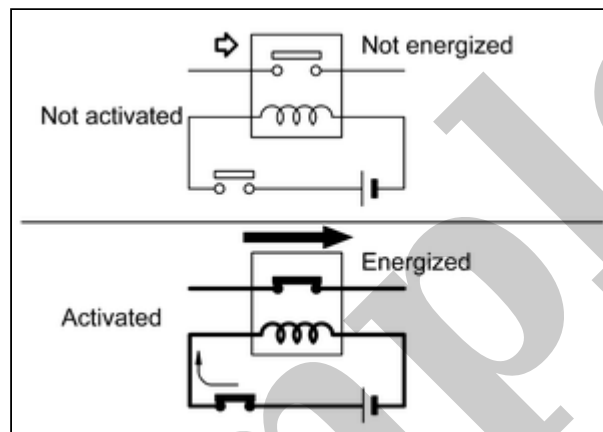 Not energized
Not activated
Energized
Activated